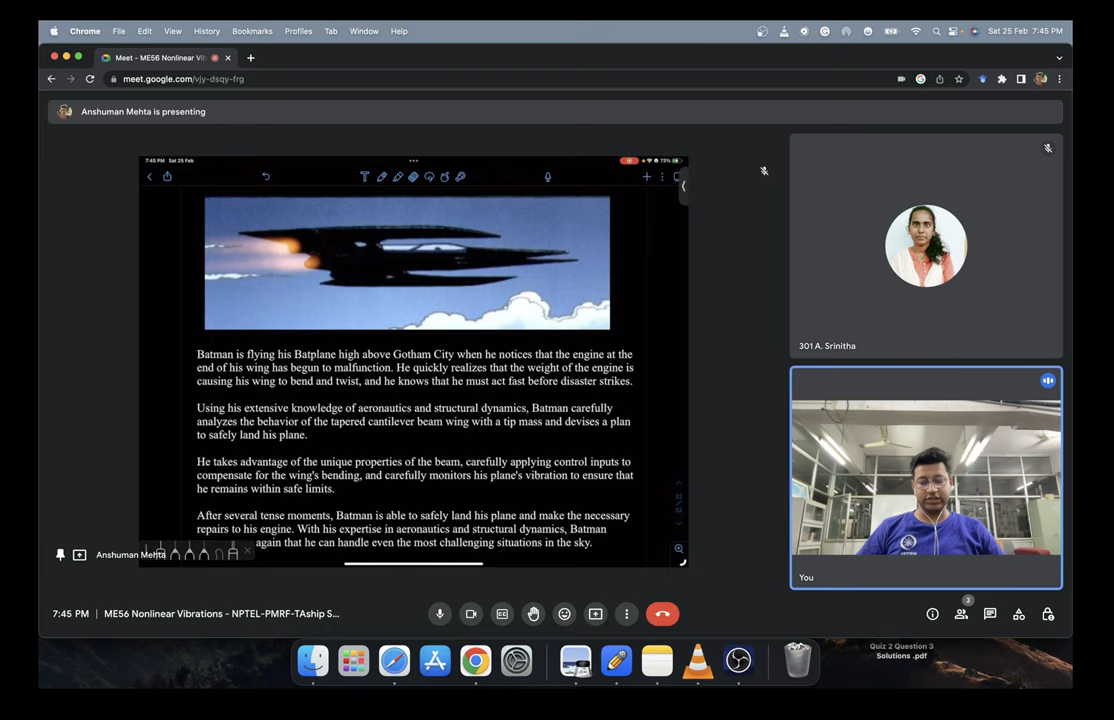 Chrome File Edit View History Bookmarks Profiles Tab Window Help
Sat 25 Feb 7:45 PM
Meet - ME56 Nonlinear Vib
meet.google.com/vjy-dsqy-frg
Anshuman Mehta is presenting
7:45 PM Sat 25 Feb
73%
Batman is flying his Batplane high above Gotham City when he notices that the engine at the
end of his wing has begun to malfunction. He quickly realizes that the weight of the engine is
causing his wing to bend and twist, and he knows that he must act fast before disaster strikes.
Using his extensive knowledge of aeronautics and structural dynamics, Batman carefully
analyzes the behavior of the tapered cantilever beam wing with a tip mass and devises a plan
to safely land his plane.
He takes advantage of the unique properties of the beam, carefully applying control inputs to
compensate for the wing's bending, and carefully monitors his plane's vibration to ensure that
he remains within safe limits.
After several tense moments, Batman is able to safely land his plane and make the necessary
repairs to his engine. With his expertise in aeronautics and structural dynamics, Batman
again that he can handle even the most challenging situations in the sky.
Anshuman Mehta
301 A. Srinitha
You
7:45 PM | ME56 Nonlinear Vibrations - NPTEL-PMRF-TAship S...
3
Quiz 2 Question 3
Solutions .pdf